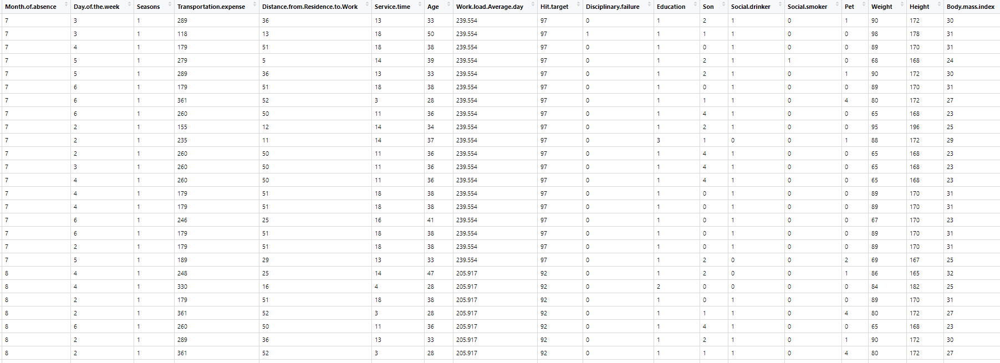 Month.of.absence Day.of.the.week Seasons Transportation.expense Distance.from.Residence.to.Work Service.time Age Work.load.Average.day Hit.target Disciplinary.failure Education Son Social.drinker Social.smoker Pet Weight Height Body.mass.index
7 3 1 289 36 13 33 239.554 97 0 1 2 1 0 1 90 172 30
7 3 1 118 13 18 50 239.554 97 1 1 1 1 0 0 98 178 31
7 4 1 179 51 18 38 239.554 97 0 1 0 1 0 0 89 170 31
7 5 1 279 5 14 39 239.554 97 0 1 2 1 1 0 68 168 24
7 5 1 289 36 13 33 239.554 97 0 1 2 1 0 1 90 172 30
7 6 1 179 51 18 38 239.554 97 0 1 0 1 0 0 89 170 31
7 6 1 361 52 3 28 239.554 97 0 1 1 1 0 4 80 172 27
7 6 1 260 50 11 36 239.554 97 0 1 4 1 0 0 65 168 23
7 2 1 155 12 14 34 239.554 97 0 1 2 1 0 0 95 196 25
7 2 1 235 11 14 37 239.554 97 0 3 1 0 0 1 88 172 29
7 2 1 260 50 11 36 239.554 97 0 1 4 1 0 0 65 168 23
7 3 1 260 50 11 36 239.554 97 0 1 4 1 0 0 65 168 23
7 4 1 260 50 11 36 239.554 97 0 1 4 1 0 0 65 168 23
7 4 1 179 51 18 38 239.554 97 0 1 0 1 0 0 89 170 31
7 4 1 179 51 18 38 239.554 97 0 1 0 1 0 0 89 170 31
7 6 1 246 25 16 41 239.554 97 0 1 0 1 0 0 67 170 23
7 6 1 179 51 18 38 239.554 97 0 1 0 1 0 0 89 170 31
7 2 1 179 51 18 38 239.554 97 0 1 0 1 0 0 89 170 31
7 5 1 189 29 13 33 239.554 97 0 1 2 0 0 2 69 167 25
8 4 1 248 25 14 47 205.917 92 0 1 2 0 0 1 86 165 32
8 4 1 330 16 4 28 205.917 92 0 2 0 0 0 0 84 182 25
8 2 1 179 51 18 38 205.917 92 0 1 0 1 0 0 89 170 31
8 2 1 361 52 3 28 205.917 92 0 1 1 1 0 4 80 172 27
8 6 1 260 50 11 36 205.917 92 0 1 4 1 0 0 65 168 23
8 2 1 289 36 13 33 205.917 92 0 1 2 1 0 1 90 172 30
8 2 1 361 52 3 28 205.917 92 0 1 1 1 0 4 80 172 27